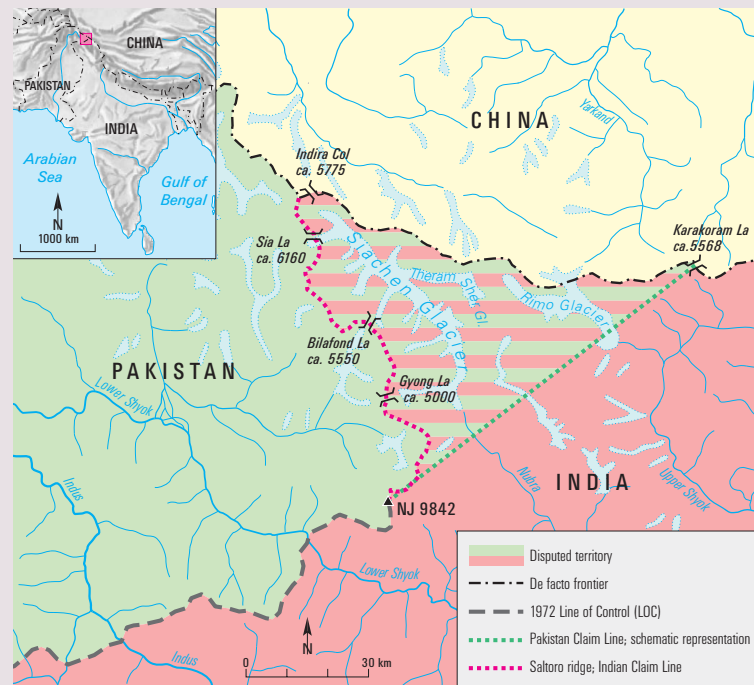 CHINA
PAKISTAN
INDIA
Arabian
Sea
Gulf of
Bengal
N
1000 km
CHINA
Yarkand
Indira Col
ca. 5775
Karakoram La
ca.5568
Sia La
ca. 6160
Siachen Glacier
Theram
Sher Gl.
Rimo Glacier
Bilafond La
ca. 5550
PAKISTAN
Gyong La
ca. 5000
Lower Shyok
INDIA
Indus
Nubra
Upper Shyok
NJ 9842
Lower Shyok
Indus
N
0 30 km
Disputed territory
De facto frontier
1972 Line of Control (LOC)
Pakistan Claim Line; schematic representation
Saltoro ridge; Indian Claim Line